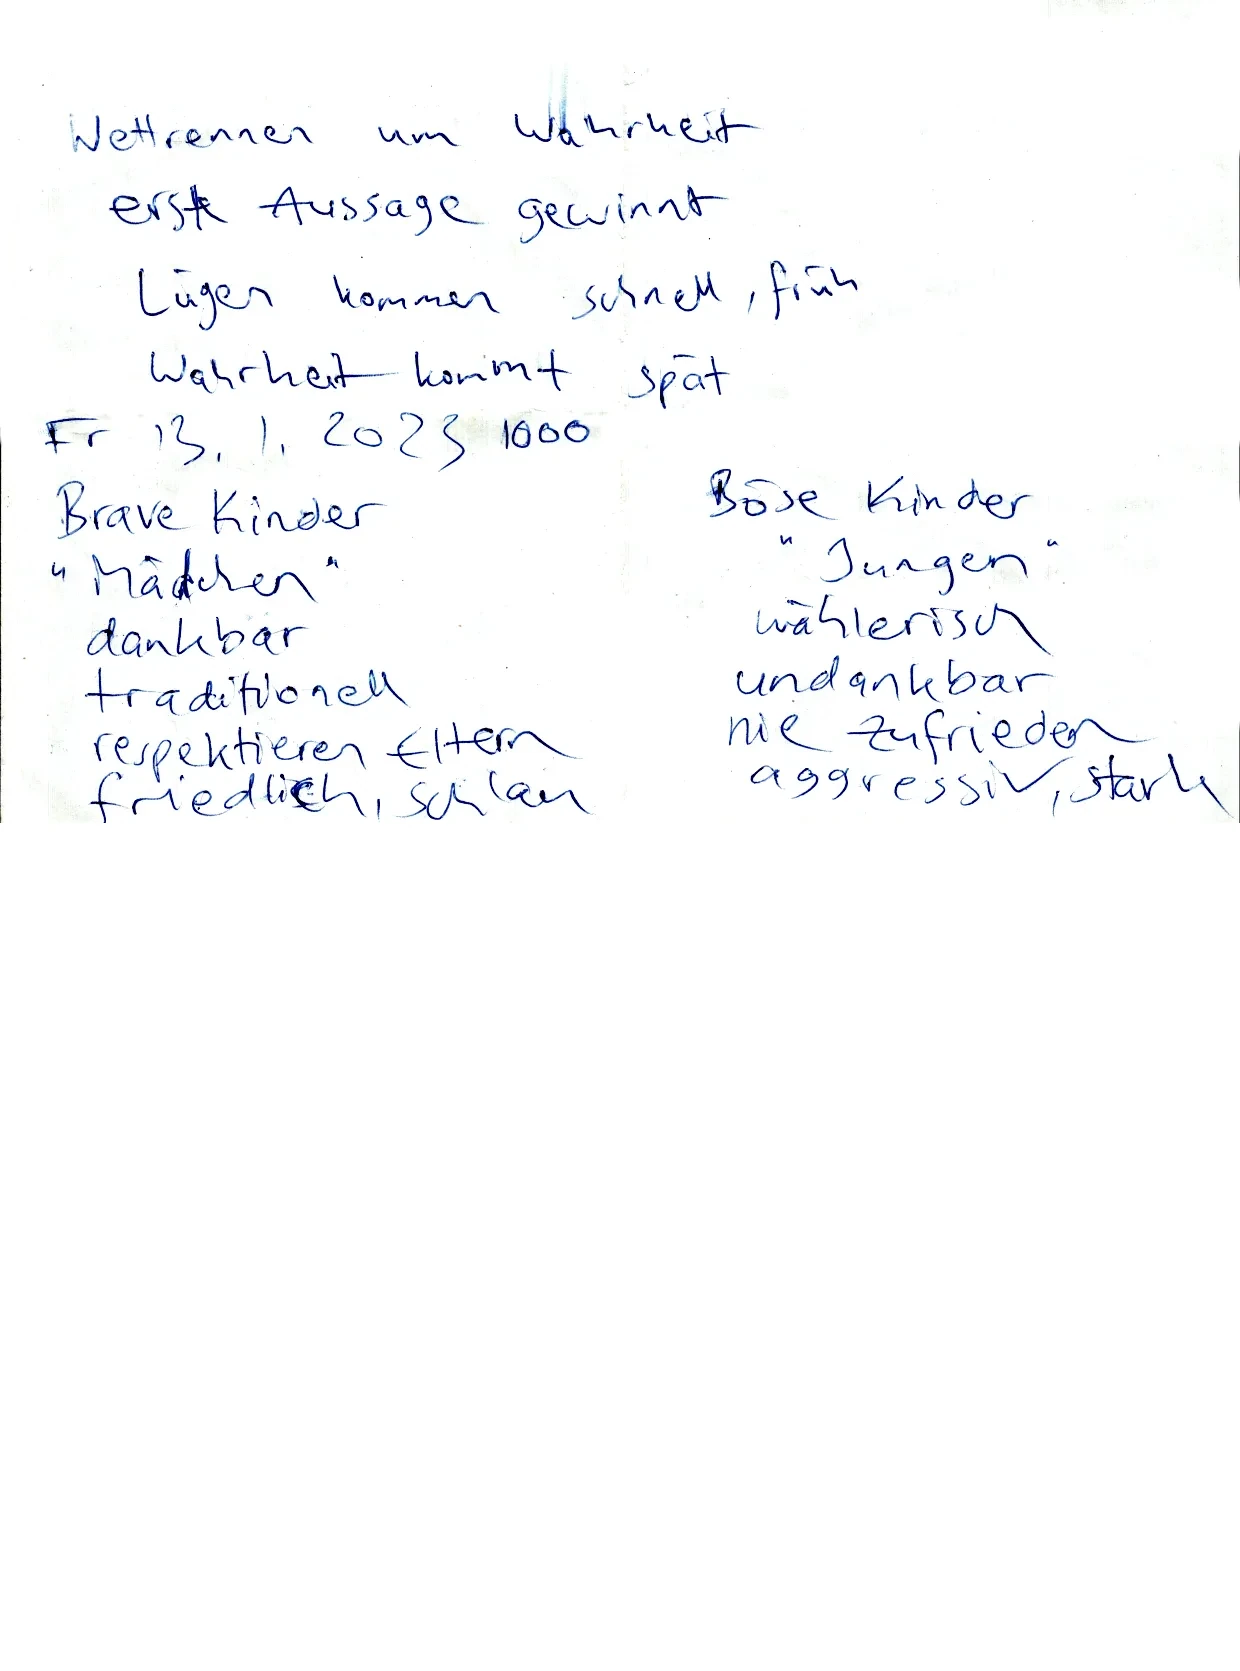 Wettrennen um Wahrheit
erste Aussage gewinnt
Lügen kommen schnell, früh
Wahrheit kommt spät
Fr 13. 1. 2023 1000
Brave Kinder
"Mädchen"
dankbar
traditionell
respektieren Eltern
friedlich, schlau
Böse Kinder
"Jungen"
wählerisch
undankbar
nie zufrieden
aggressiv, stark